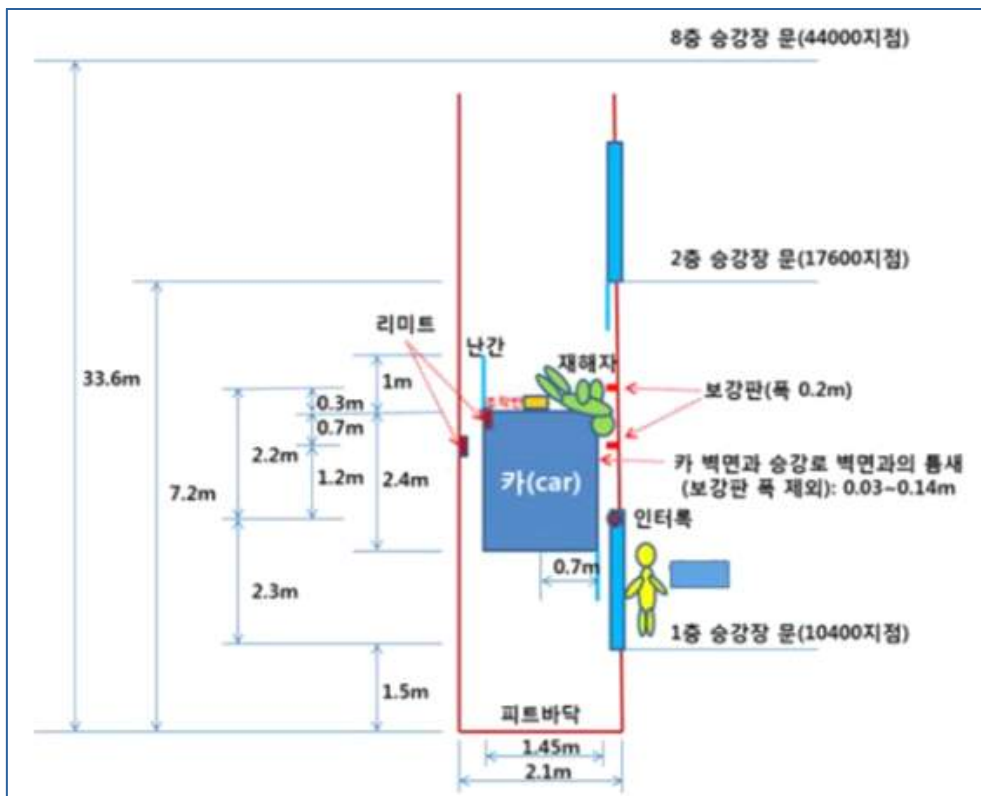 8층 승강장 문(44000지점)
2층 승강장 문(17600지점)
리미트
난간
재해자
33.6m
1m
0.3m
보강판(폭 0.2m)
0.7m
2.2m
카 벽면과 승강로 벽면과의 틈새
7.2m
1.2m
2.4m
카(car)
(보강판 폭 제외): 0.03~0.14m
인터록
0.7m
2.3m
1층 승강장 문(10400지점)
1.5m
피트바닥
1.45m
2.1m